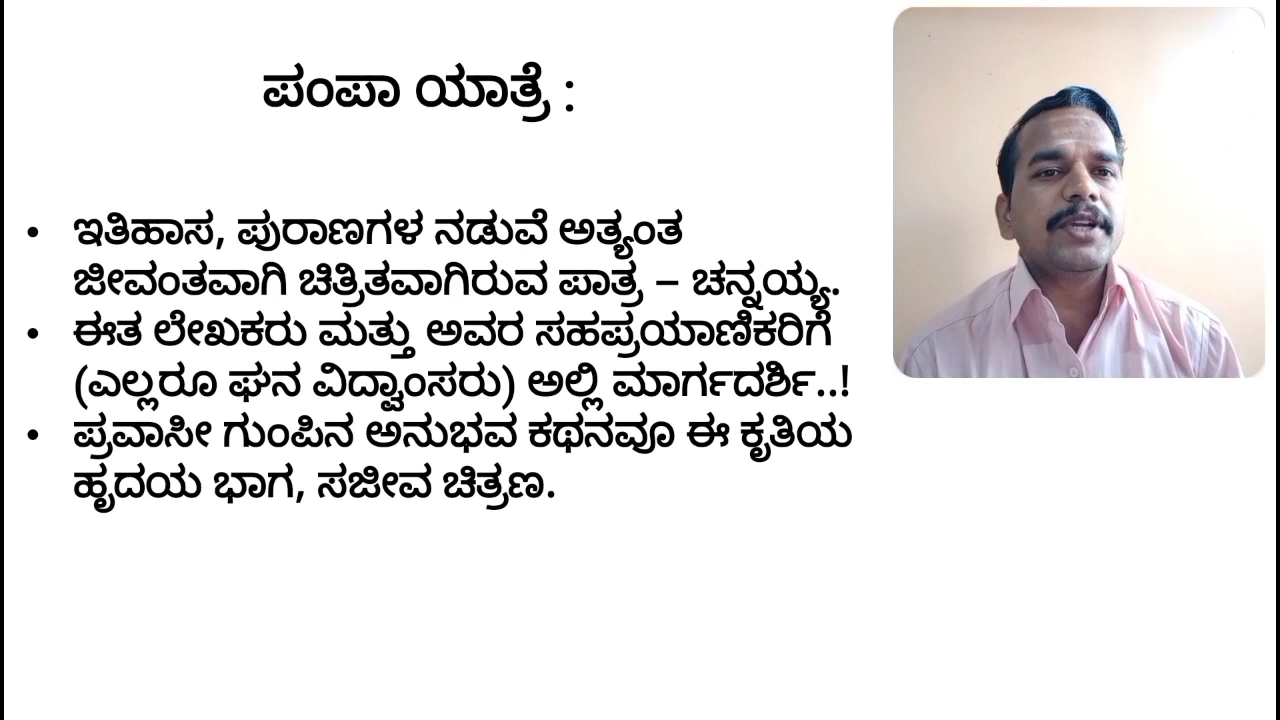 ಪಂಪಾ ಯಾತ್ರೆ :
• ಇತಿಹಾಸ, ಪುರಾಣಗಳ ನಡುವೆ ಅತ್ಯಂತ
ಜೀವಂತವಾಗಿ ಚಿತ್ರಿತವಾಗಿರುವ ಪಾತ್ರ – ಚನ್ನಯ್ಯ.
• ಈತ ಲೇಖಕರು ಮತ್ತು ಅವರ ಸಹಪ್ರಯಾಣಿಕರಿಗೆ
(ಎಲ್ಲರೂ ಘನ ವಿದ್ವಾಂಸರು) ಅಲ್ಲಿ ಮಾರ್ಗದರ್ಶಿ..!
• ಪ್ರವಾಸೀ ಗುಂಪಿನ ಅನುಭವ ಕಥನವೂ ಈ ಕೃತಿಯ
ಹೃದಯ ಭಾಗ, ಸಜೀವ ಚಿತ್ರಣ.